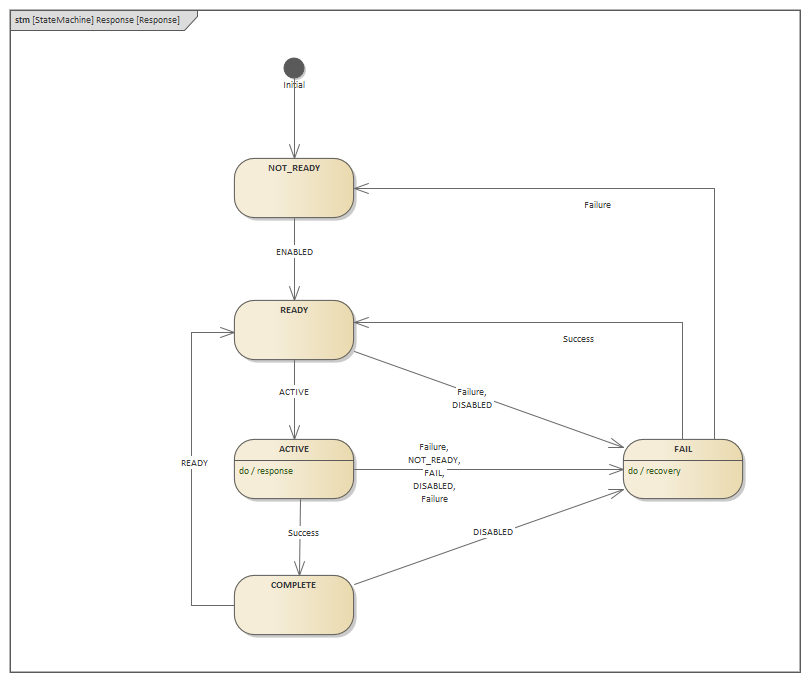 stm [StateMachine] Response [Response]
Initial
NOT_READY
Failure
ENABLED
READY
Success
ACTIVE
Failure,
DISABLED
ACTIVE
do / response
Failure,
NOT_READY,
FAIL,
DISABLED,
Failure
FAIL
do / recovery
READY
Success
DISABLED
COMPLETE